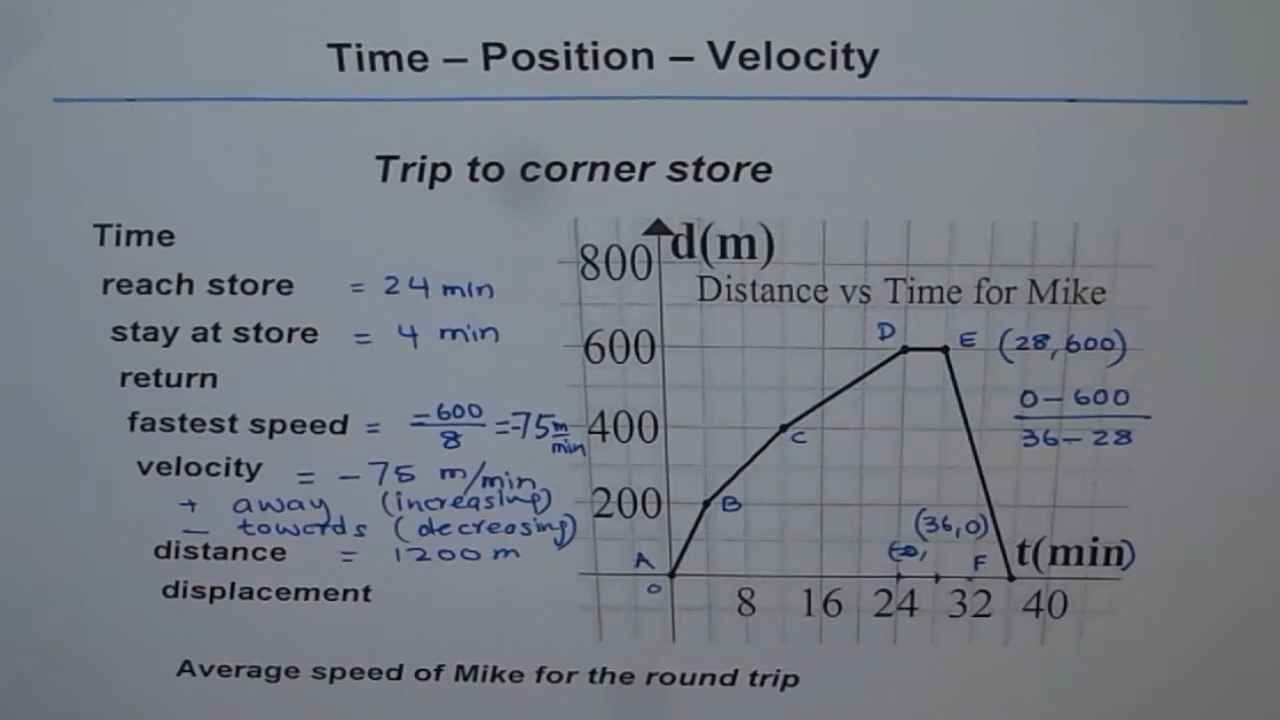 Time – Position – Velocity
Trip to corner store
Time
reach store = 24 min
stay at store = 4 min
return
fastest speed = -600/8 = -75 m/min
velocity = -75 m/min
+ away (increasing)
- towards (decreasing)
distance = 1200 m
displacement
Average speed of Mike for the round trip
d(m)
Distance vs Time for Mike
800
600
400
200
0
8 16 24 32 40
t(min)
A
B
C
D
E (28,600)
0-600
36-28
(36,0)
F